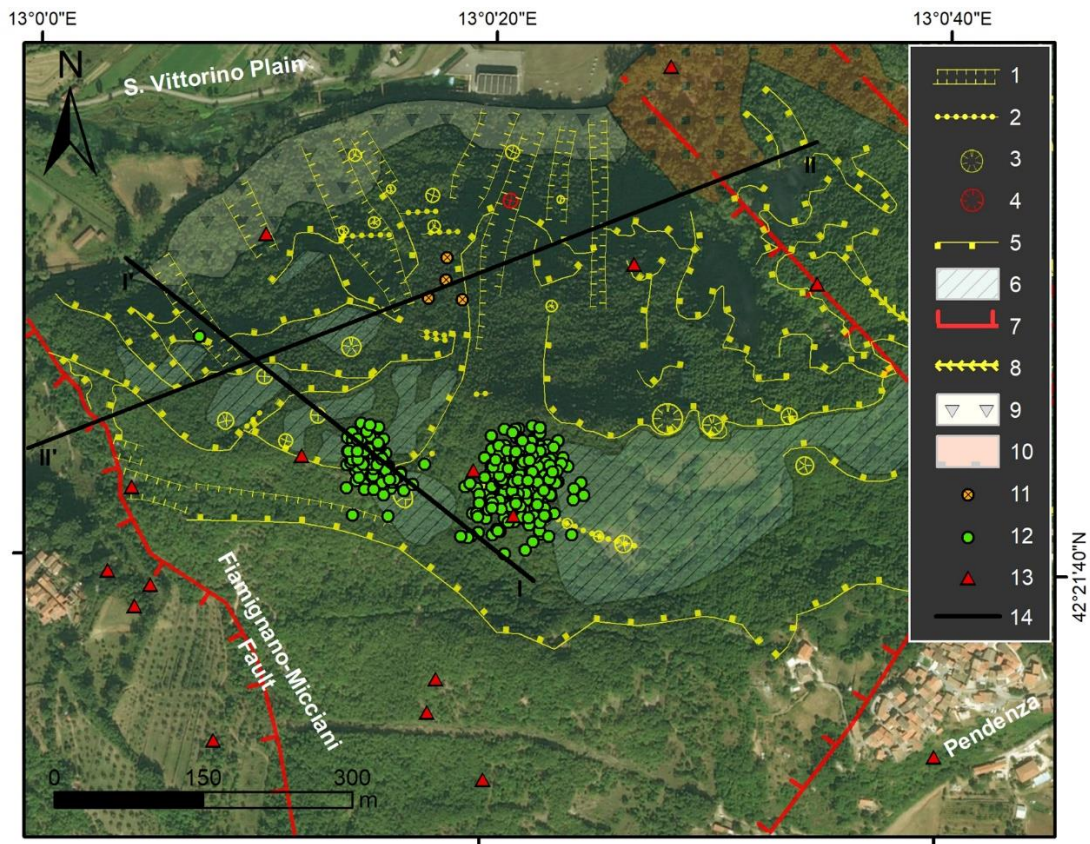 13°0'0"E
13°0'20"E
13°0'40"E
N
S. Vittorino Plain
1
2
3
4
5
6
7
8
9
10
11
12
13
14
II
I'
II'
I
42°21'40"N
Fiamignano-Micciani
Fault
Pendenza
0
150
300
m